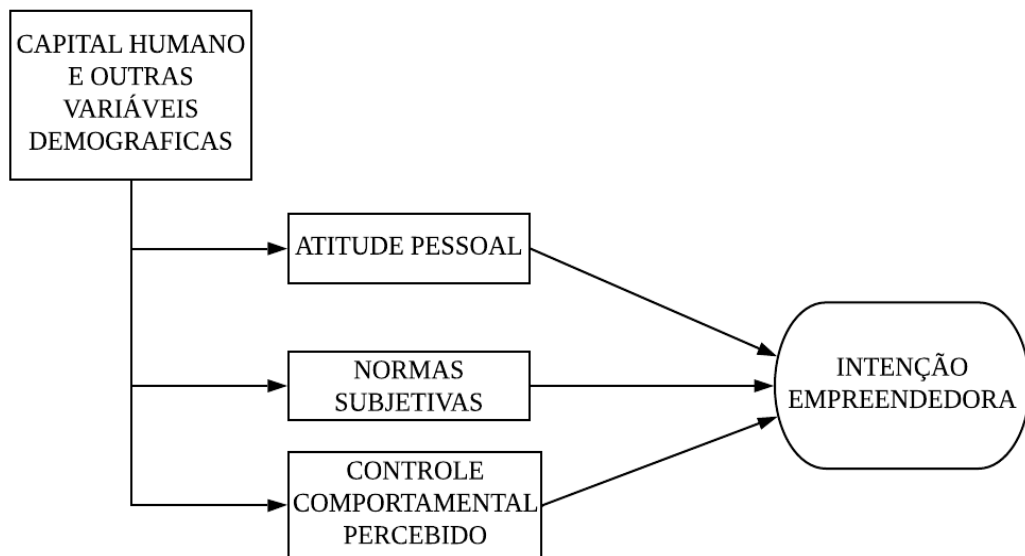 CAPITAL HUMANO
E OUTRAS
VARIÁVEIS
DEMOGRAFICAS
ATITUDE PESSOAL
NORMAS
SUBJETIVAS
CONTROLE
COMPORTAMENTAL
PERCEBIDO
INTENÇÃO
EMPREENDEDORA